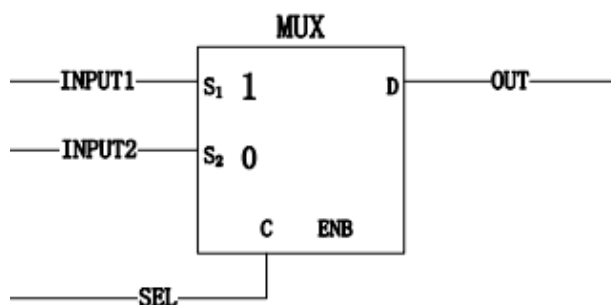 MUX
INPUT1 S₁ 1 D OUT
INPUT2 S₂ 0
C ENB
SEL